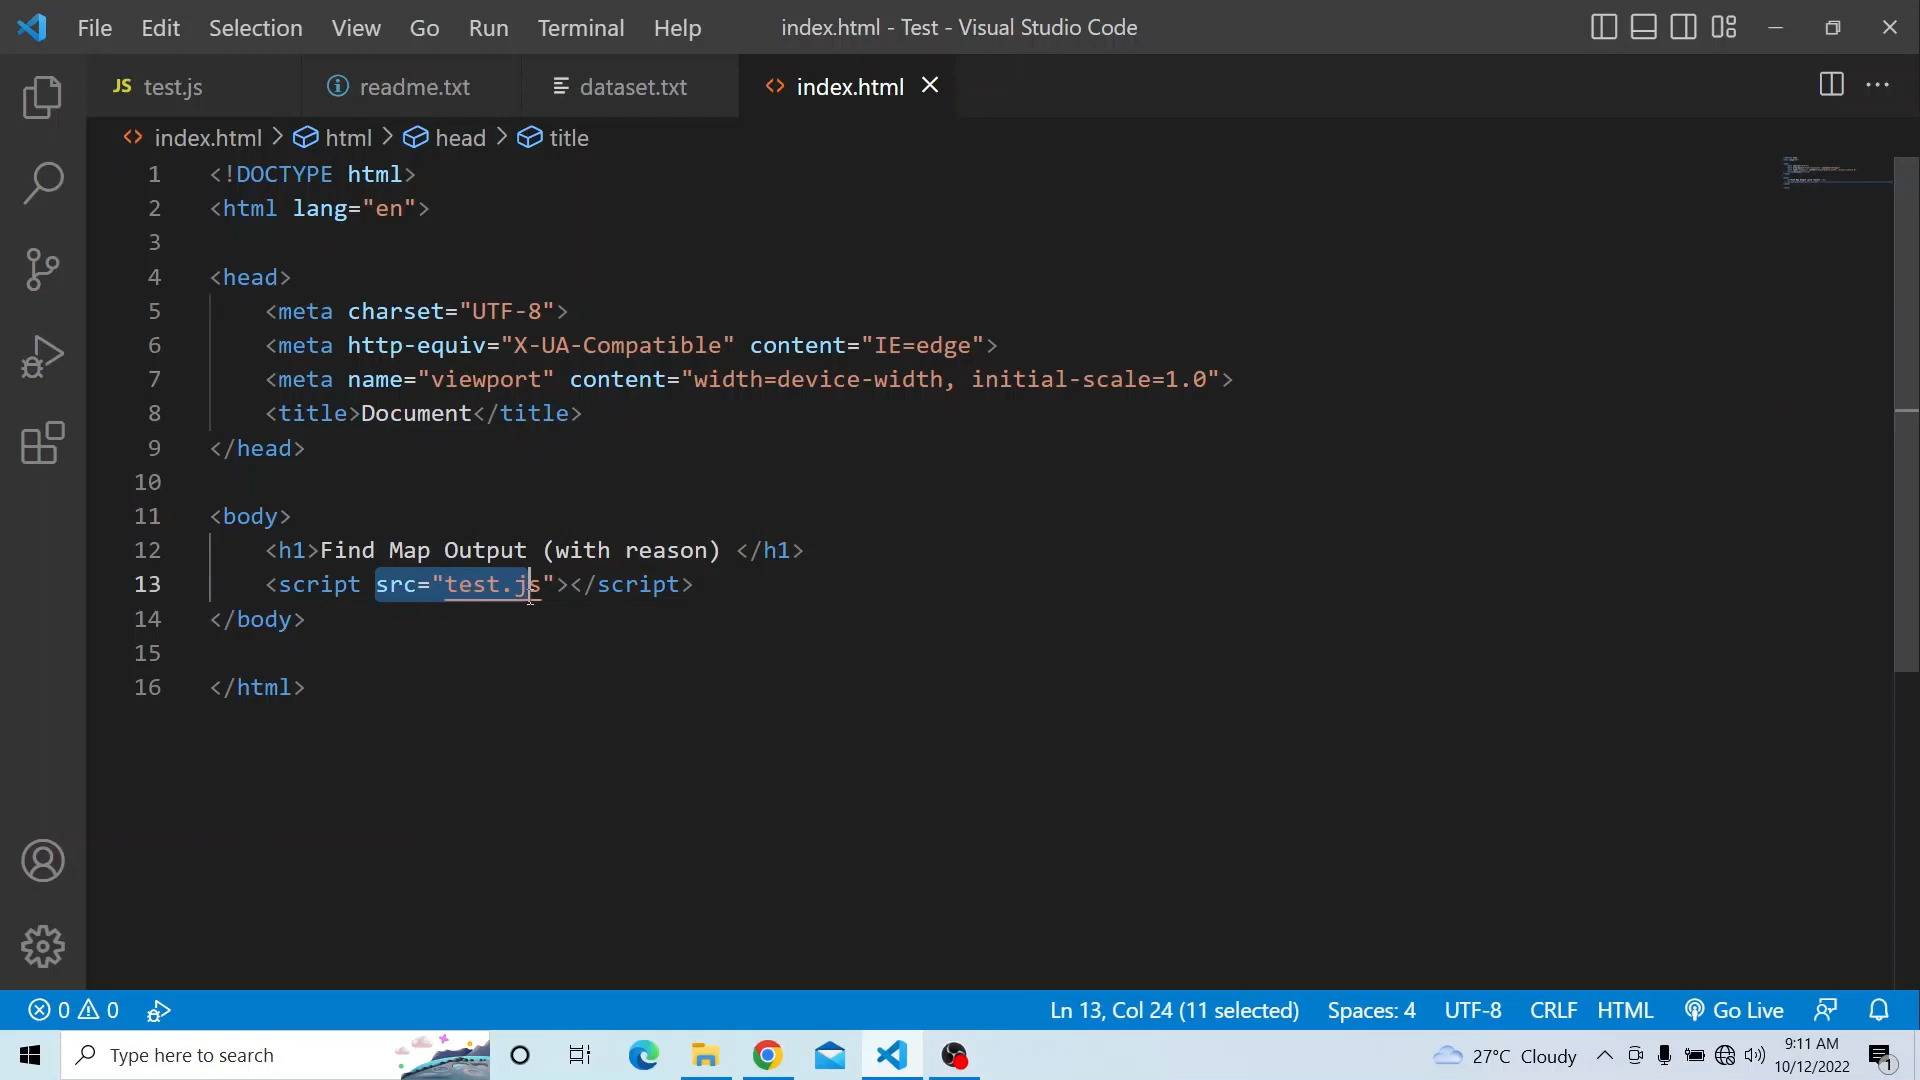 File Edit Selection View Go Run Terminal Help index.html - Test - Visual Studio Code
JS test.js readme.txt dataset.txt <> index.html
<> index.html > html > head > title
1 <!DOCTYPE html>
2 <html lang="en">
3
4 <head>
5 <meta charset="UTF-8">
6 <meta http-equiv="X-UA-Compatible" content="IE=edge">
7 <meta name="viewport" content="width=device-width, initial-scale=1.0">
8 <title>Document</title>
9 </head>
10
11 <body>
12 <h1>Find Map Output (with reason) </h1>
13 <script src="test.js"></script>
14 </body>
15
16 </html>
0 0 Ln 13, Col 24 (11 selected) Spaces: 4 UTF-8 CRLF HTML Go Live
Type here to search 27°C Cloudy 9:11 AM
10/12/2022 1